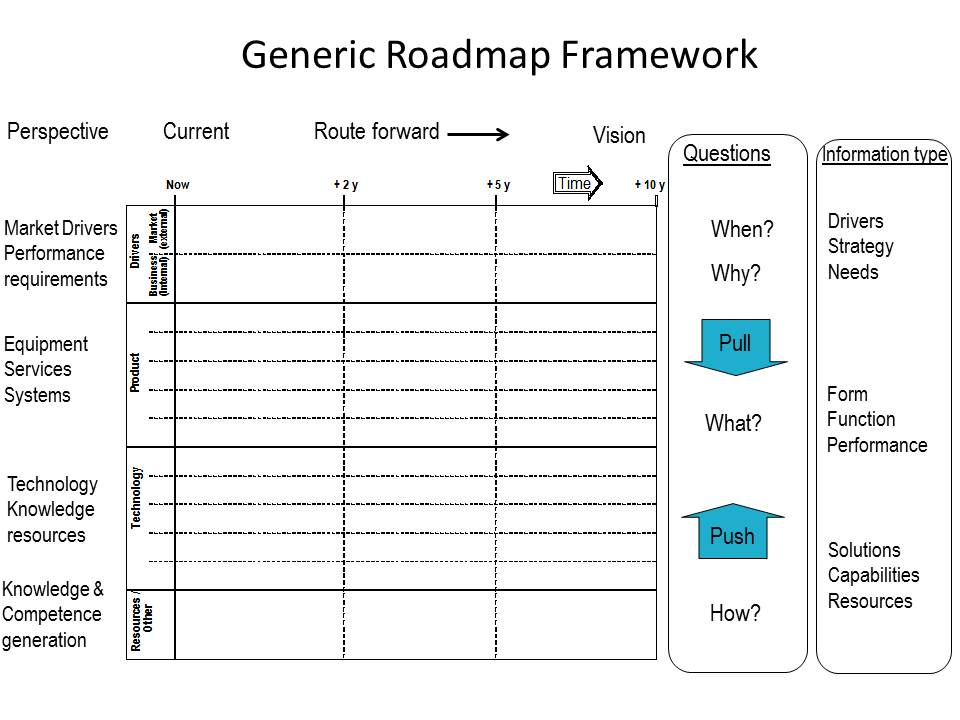 Generic Roadmap Framework
Perspective
Current
Route forward
Vision
Now
+ 2 y
+ 5 y
Time
+ 10 y
Market Drivers
Performance
requirements
Drivers
Market
(external)
Business
(internal)
Equipment
Services
Systems
Product
Technology
Knowledge
resources
Technology
Knowledge &
Competence
generation
Resources /
Other
Questions
When?
Why?
Pull
What?
Push
How?
Information type
Drivers
Strategy
Needs
Form
Function
Performance
Solutions
Capabilities
Resources